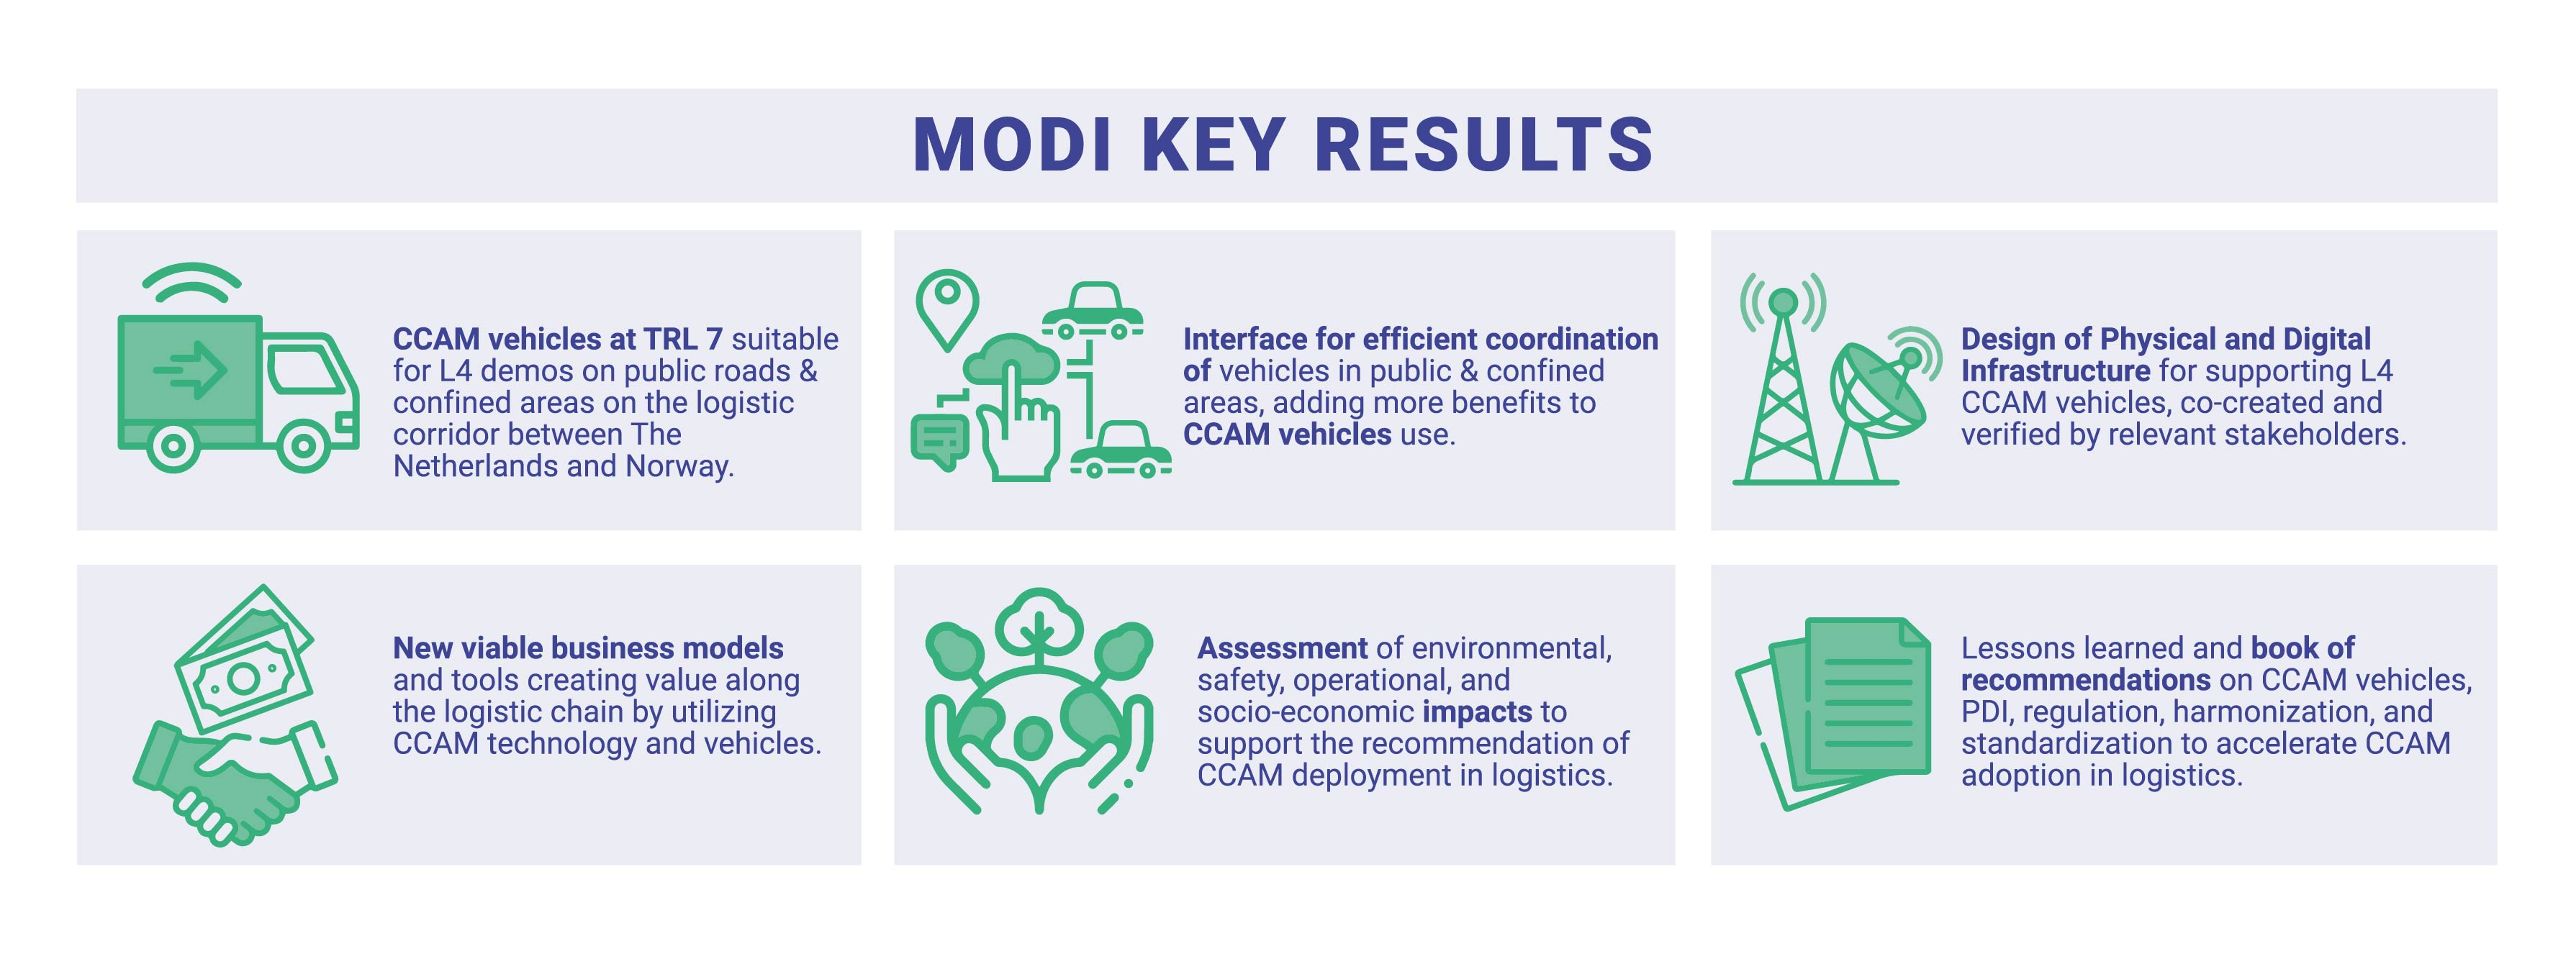 MODI KEY RESULTS
CCAM vehicles at TRL 7 suitable
for L4 demos on public roads &
confined areas on the logistic
corridor between The
Netherlands and Norway.
Interface for efficient coordination
of vehicles in public & confined
areas, adding more benefits to
CCAM vehicles use.
Design of Physical and Digital
Infrastructure for supporting L4
CCAM vehicles, co-created and
verified by relevant stakeholders.
New viable business models
and tools creating value along
the logistic chain by utilizing
CCAM technology and vehicles.
Assessment of environmental,
safety, operational, and
socio-economic impacts to
support the recommendation of
CCAM deployment in logistics.
Lessons learned and book of
recommendations on CCAM vehicles,
PDI, regulation, harmonization, and
standardization to accelerate CCAM
adoption in logistics.